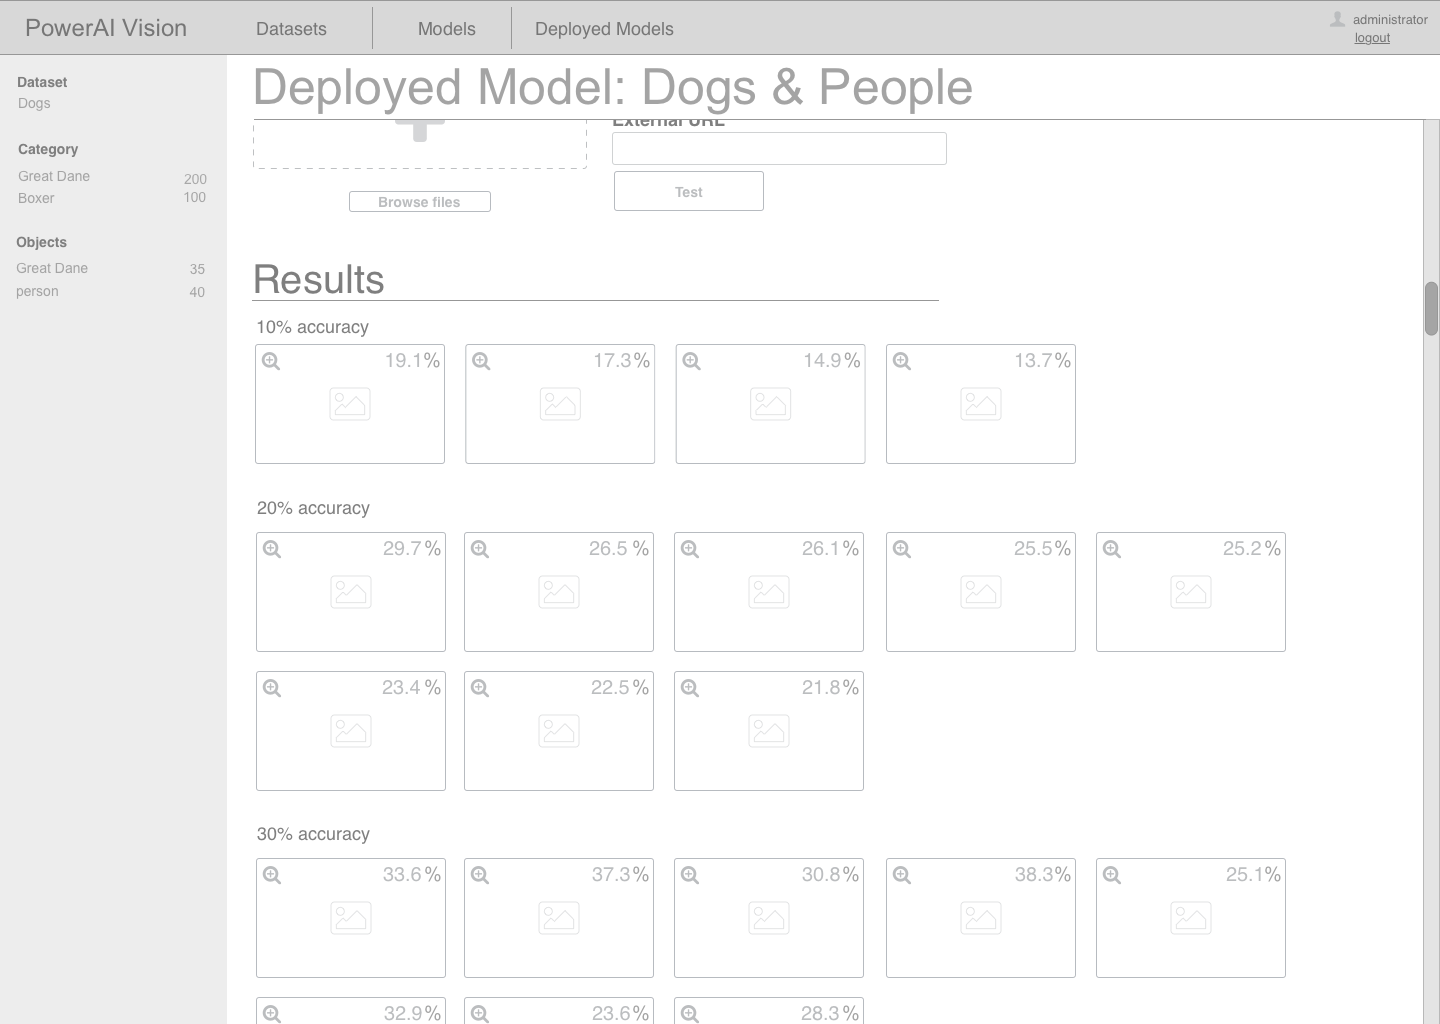 PowerAI Vision
Datasets
Models
Deployed Models
administrator
logout
Dataset
Dogs
Category
Great Dane 200
Boxer 100
Objects
Great Dane 35
person 40
Deployed Model: Dogs & People
External URL
Browse files
Test
Results
10% accuracy
19.1% 17.3% 14.9% 13.7%
20% accuracy
29.7% 26.5 % 26.1% 25.5% 25.2%
23.4 % 22.5% 21.8%
30% accuracy
33.6% 37.3% 30.8% 38.3% 25.1%
32.9% 23.6% 28.3%